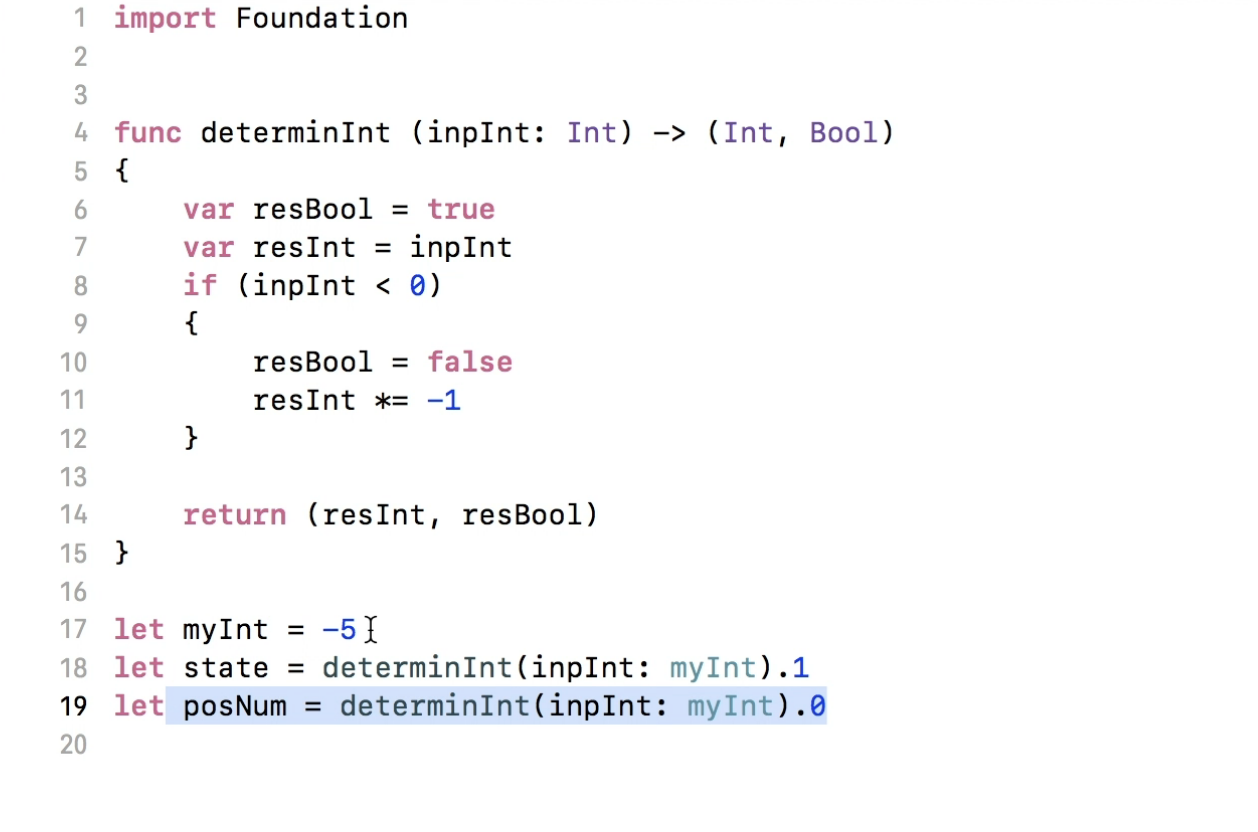 1 import Foundation
2
3
4 func determinInt (inpInt: Int) -> (Int, Bool)
5 {
6     var resBool = true
7     var resInt = inpInt
8     if (inpInt < 0)
9     {
10         resBool = false
11         resInt *= -1
12     }
13
14     return (resInt, resBool)
15 }
16
17 let myInt = -5
18 let state = determinInt(inpInt: myInt).1
19 let posNum = determinInt(inpInt: myInt).0
20